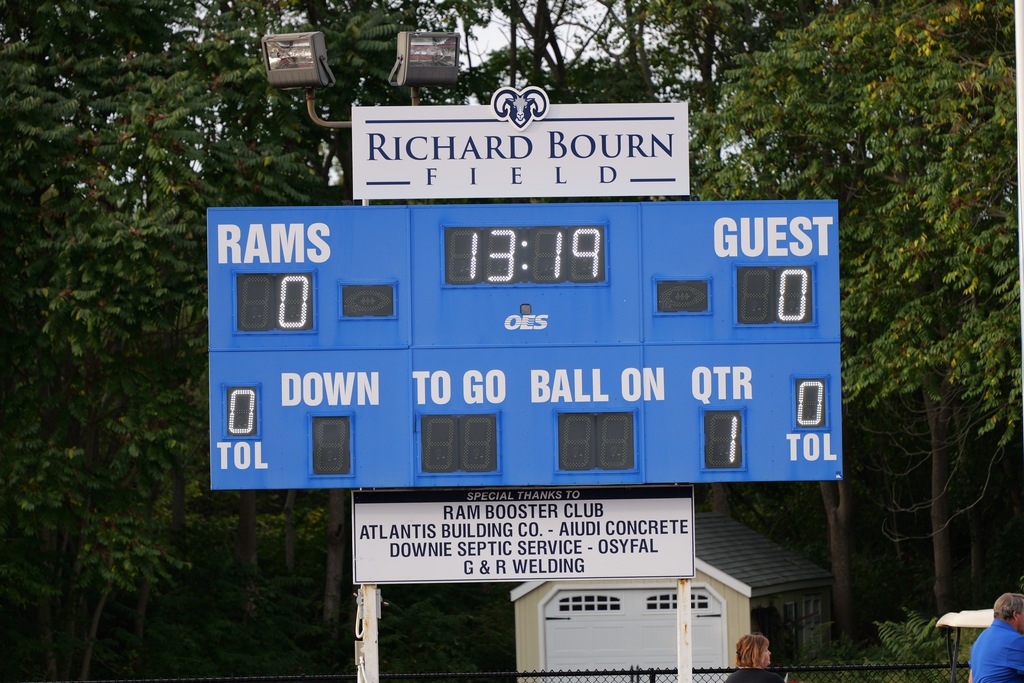 RICHARD BOURN
FIELD
RAMS 13:19 GUEST
0 0
OES
DOWN TO GO BALL ON QTR
0 1 0
TOL TOL
SPECIAL THANKS TO
RAM BOOSTER CLUB
ATLANTIS BUILDING CO. - AIUDI CONCRETE
DOWNIE SEPTIC SERVICE - OSYFAL
G & R WELDING